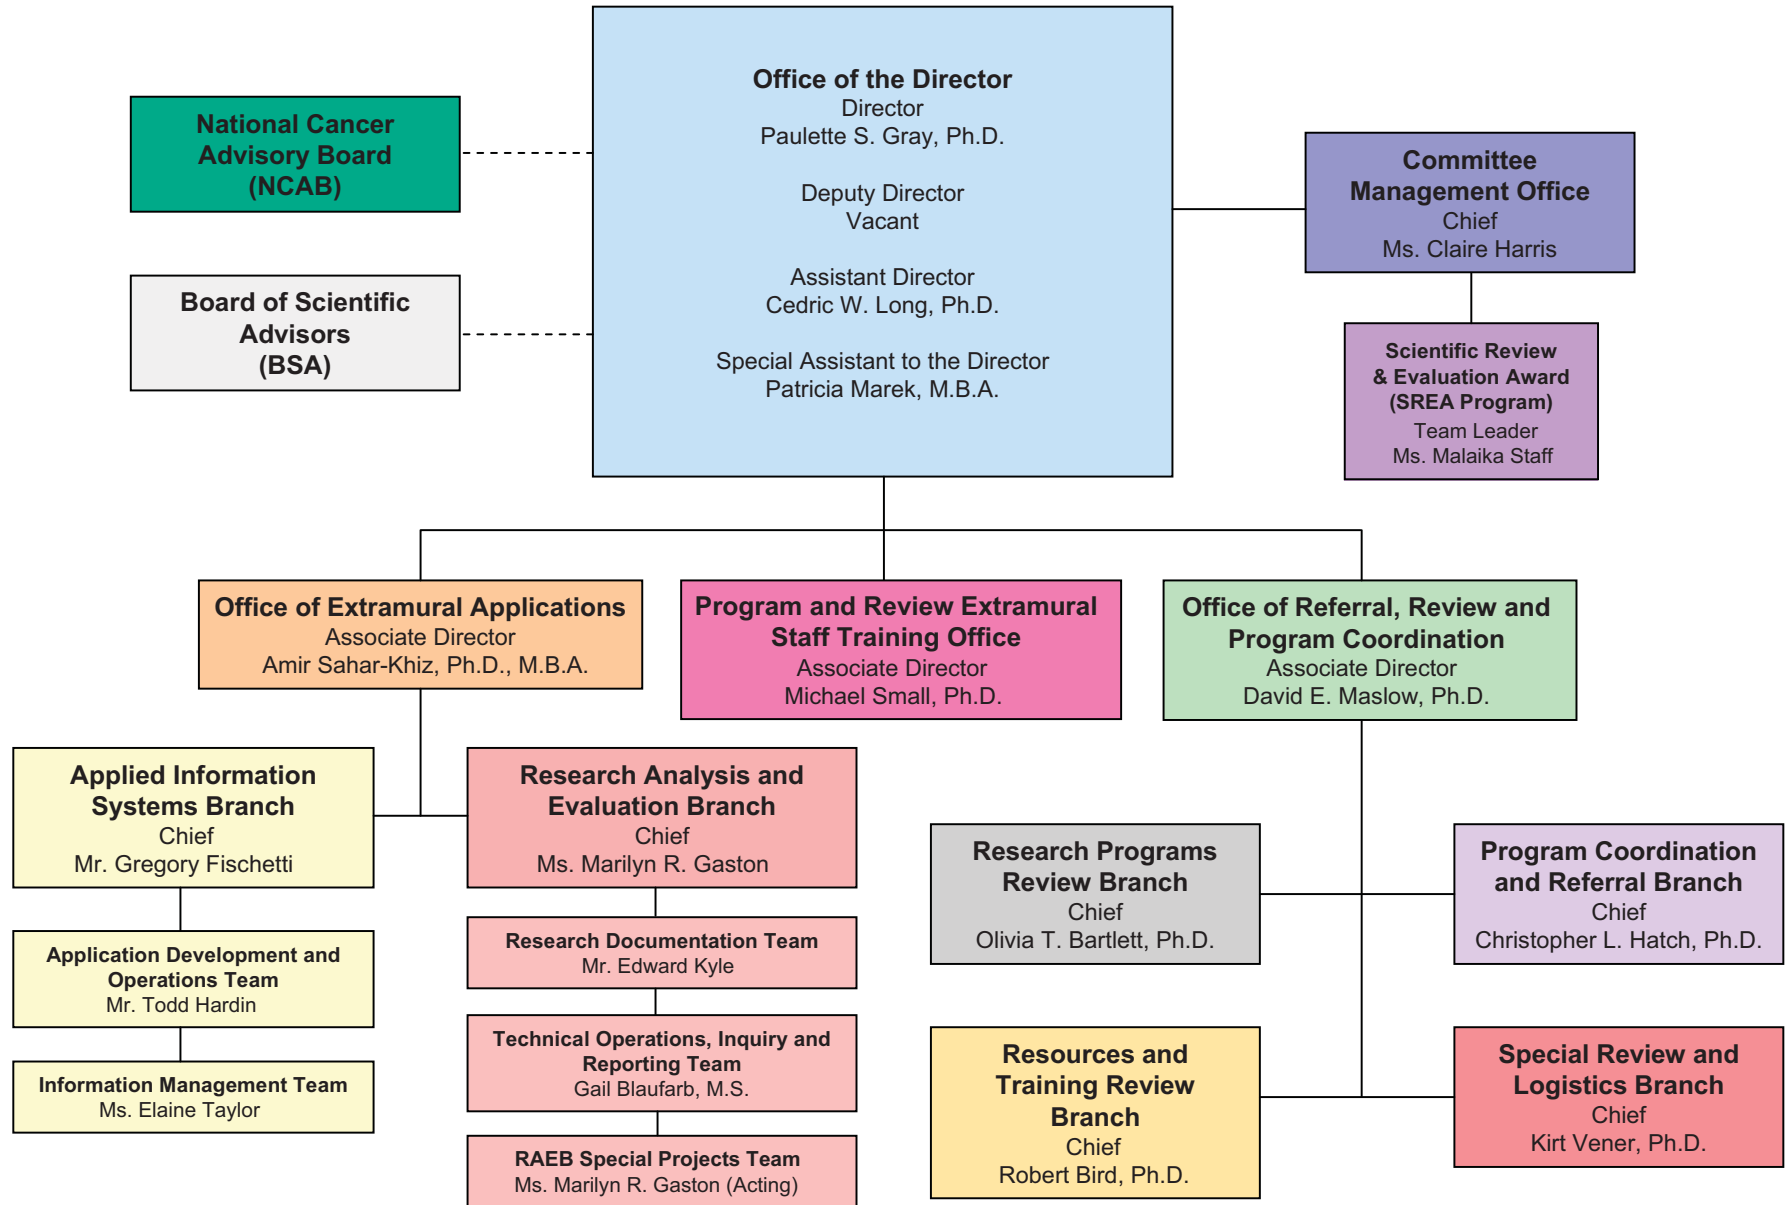 Office of the Director
Director
Paulette S. Gray, Ph.D.
Deputy Director
Vacant
Assistant Director
Cedric W. Long, Ph.D.
Special Assistant to the Director
Patricia Marek, M.B.A.
National Cancer
Advisory Board
(NCAB)
Board of Scientific
Advisors
(BSA)
Committee
Management Office
Chief
Ms. Claire Harris
Scientific Review
& Evaluation Award
(SREA Program)
Team Leader
Ms. Malaika Staff
Office of Extramural Applications
Associate Director
Amir Sahar-Khiz, Ph.D., M.B.A.
Program and Review Extramural
Staff Training Office
Associate Director
Michael Small, Ph.D.
Office of Referral, Review and
Program Coordination
Associate Director
David E. Maslow, Ph.D.
Applied Information
Systems Branch
Chief
Mr. Gregory Fischetti
Application Development and
Operations Team
Mr. Todd Hardin
Information Management Team
Ms. Elaine Taylor
Research Analysis and
Evaluation Branch
Chief
Ms. Marilyn R. Gaston
Research Documentation Team
Mr. Edward Kyle
Technical Operations, Inquiry and
Reporting Team
Gail Blaufarb, M.S.
RAEB Special Projects Team
Ms. Marilyn R. Gaston (Acting)
Research Programs
Review Branch
Chief
Olivia T. Bartlett, Ph.D.
Program Coordination
and Referral Branch
Chief
Christopher L. Hatch, Ph.D.
Resources and
Training Review
Branch
Chief
Robert Bird, Ph.D.
Special Review and
Logistics Branch
Chief
Kirt Vener, Ph.D.